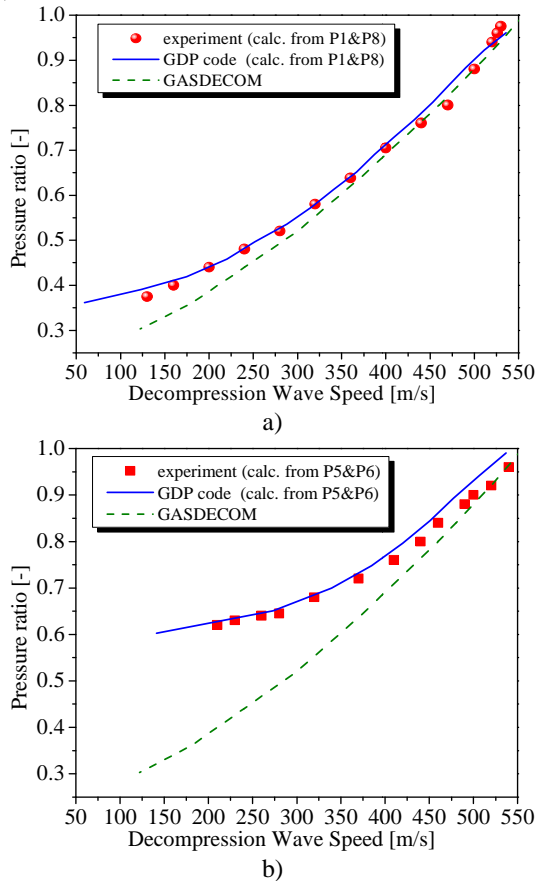 1.0
0.9
0.8
0.7
0.6
0.5
0.4
0.3
Pressure ratio [-]
experiment (calc. from P1&P8)
GDP code (calc. from P1&P8)
GASDECOM
50 100 150 200 250 300 350 400 450 500 550
Decompression Wave Speed [m/s]
a)
1.0
0.9
0.8
0.7
0.6
0.5
0.4
0.3
Pressure ratio [-]
experiment (calc. from P5&P6)
GDP code (calc. from P5&P6)
GASDECOM
50 100 150 200 250 300 350 400 450 500 550
Decompression Wave Speed [m/s]
b)